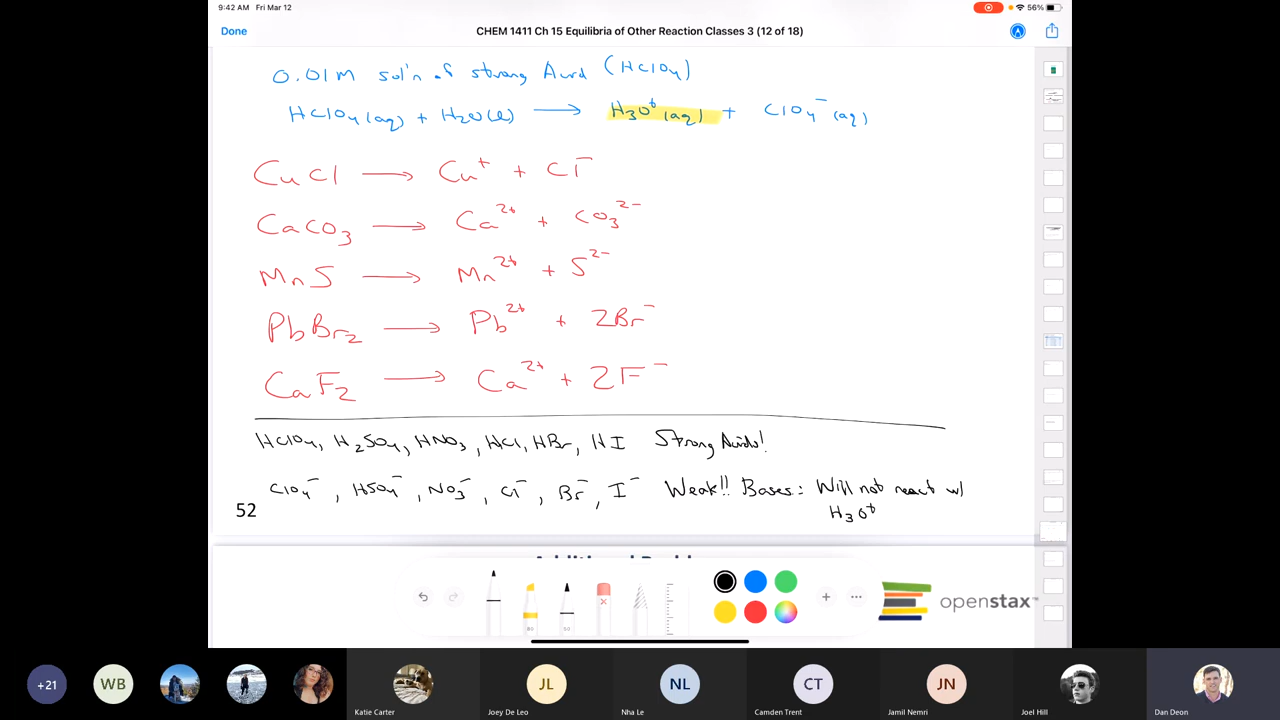 9:42 AM Fri Mar 12
56%
Done
CHEM 1411 Ch 15 Equilibria of Other Reaction Classes 3 (12 of 18)
0.01M sol'n of strong Acid (HClO4)
HClO4(aq) + H2O(l) → H3O+ (aq) + ClO4- (aq)
CuCl → Cu+ + Cl-
CaCO3 → Ca2+ + CO32-
MnS → Mn2+ + S2-
PbBr2 → Pb2+ + 2Br-
CaF2 → Ca2+ + 2F-
HClO4, H2SO4, HNO3, HCl, HBr, HI Strong Acids!
ClO4-, HSO4-, NO3-, Cl-, Br-, I- Weak!! Bases: Will not react w/
H3O+
52
openstax
+21
WB
JL
NL
CT
JN
Katie Carter
Joey De Leo
Nha Le
Camden Trent
Jamil Nemri
Joel Hill
Dan Deon